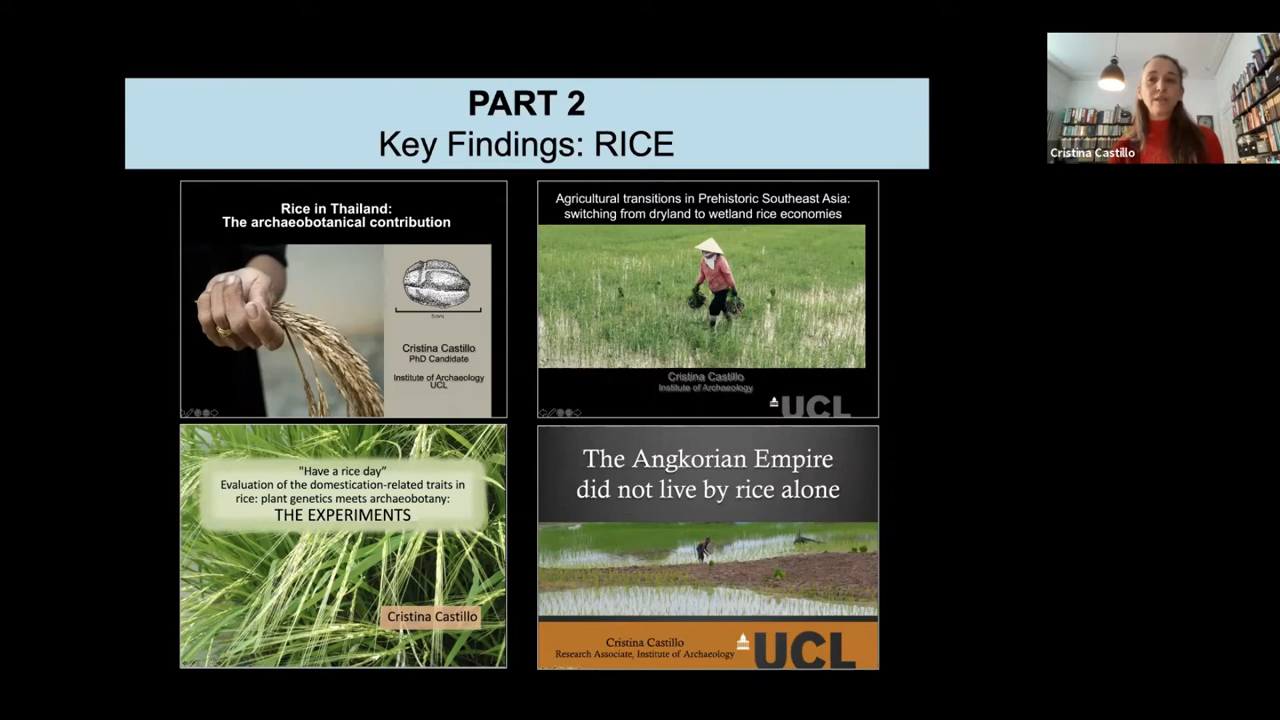 PART 2
Key Findings: RICE
Cristina Castillo
Rice in Thailand:
The archaeobotanical contribution
Cristina Castillo
PhD Candidate
Institute of Archaeology
UCL
Agricultural transitions in Prehistoric Southeast Asia:
switching from dryland to wetland rice economies
Cristina Castillo
Institute of Archaeology
UCL
"Have a rice day”
Evaluation of the domestication-related traits in
rice: plant genetics meets archaeobotany:
THE EXPERIMENTS
Cristina Castillo
The Angkorian Empire
did not live by rice alone
Cristina Castillo
Research Associate, Institute of Archaeology
UCL